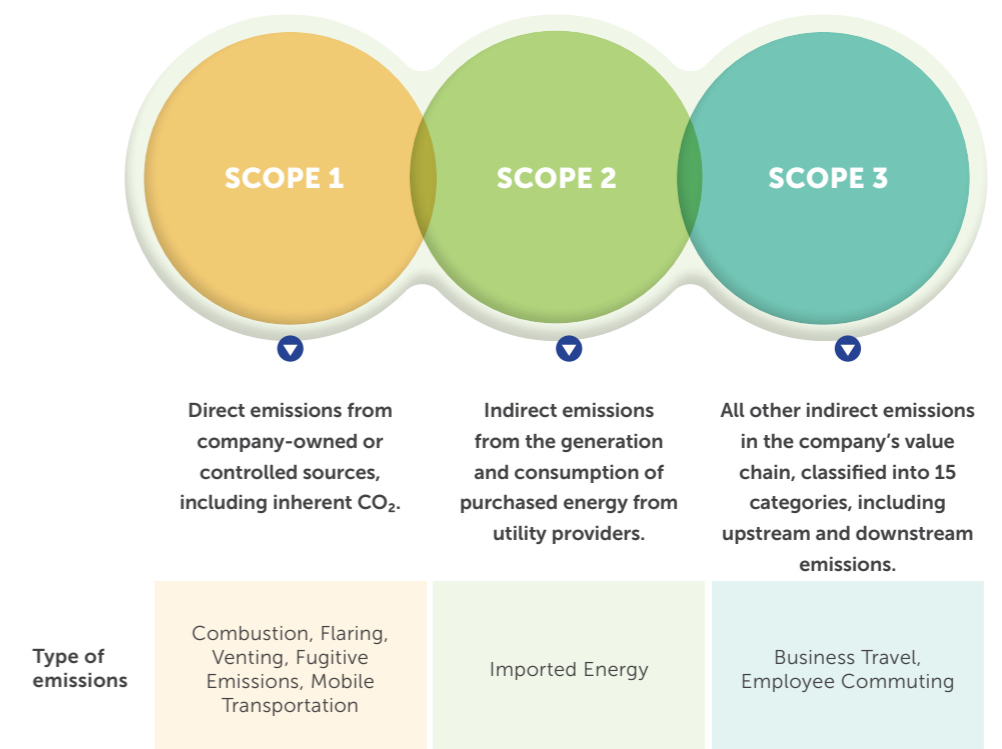 SCOPE 1
SCOPE 2
SCOPE 3
Direct emissions from
company-owned or
controlled sources,
including inherent CO₂.
Indirect emissions
from the generation
and consumption of
purchased energy from
utility providers.
All other indirect emissions
in the company’s value
chain, classified into 15
categories, including
upstream and downstream
emissions.
Type of
emissions
Combustion, Flaring,
Venting, Fugitive
Emissions, Mobile
Transportation
Imported Energy
Business Travel,
Employee Commuting